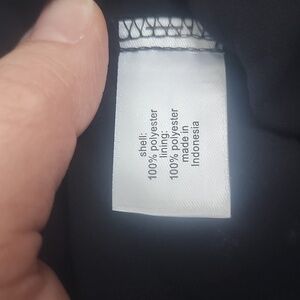 shell:
100% polyester
lining:
100% polyester
made in
Indonesia